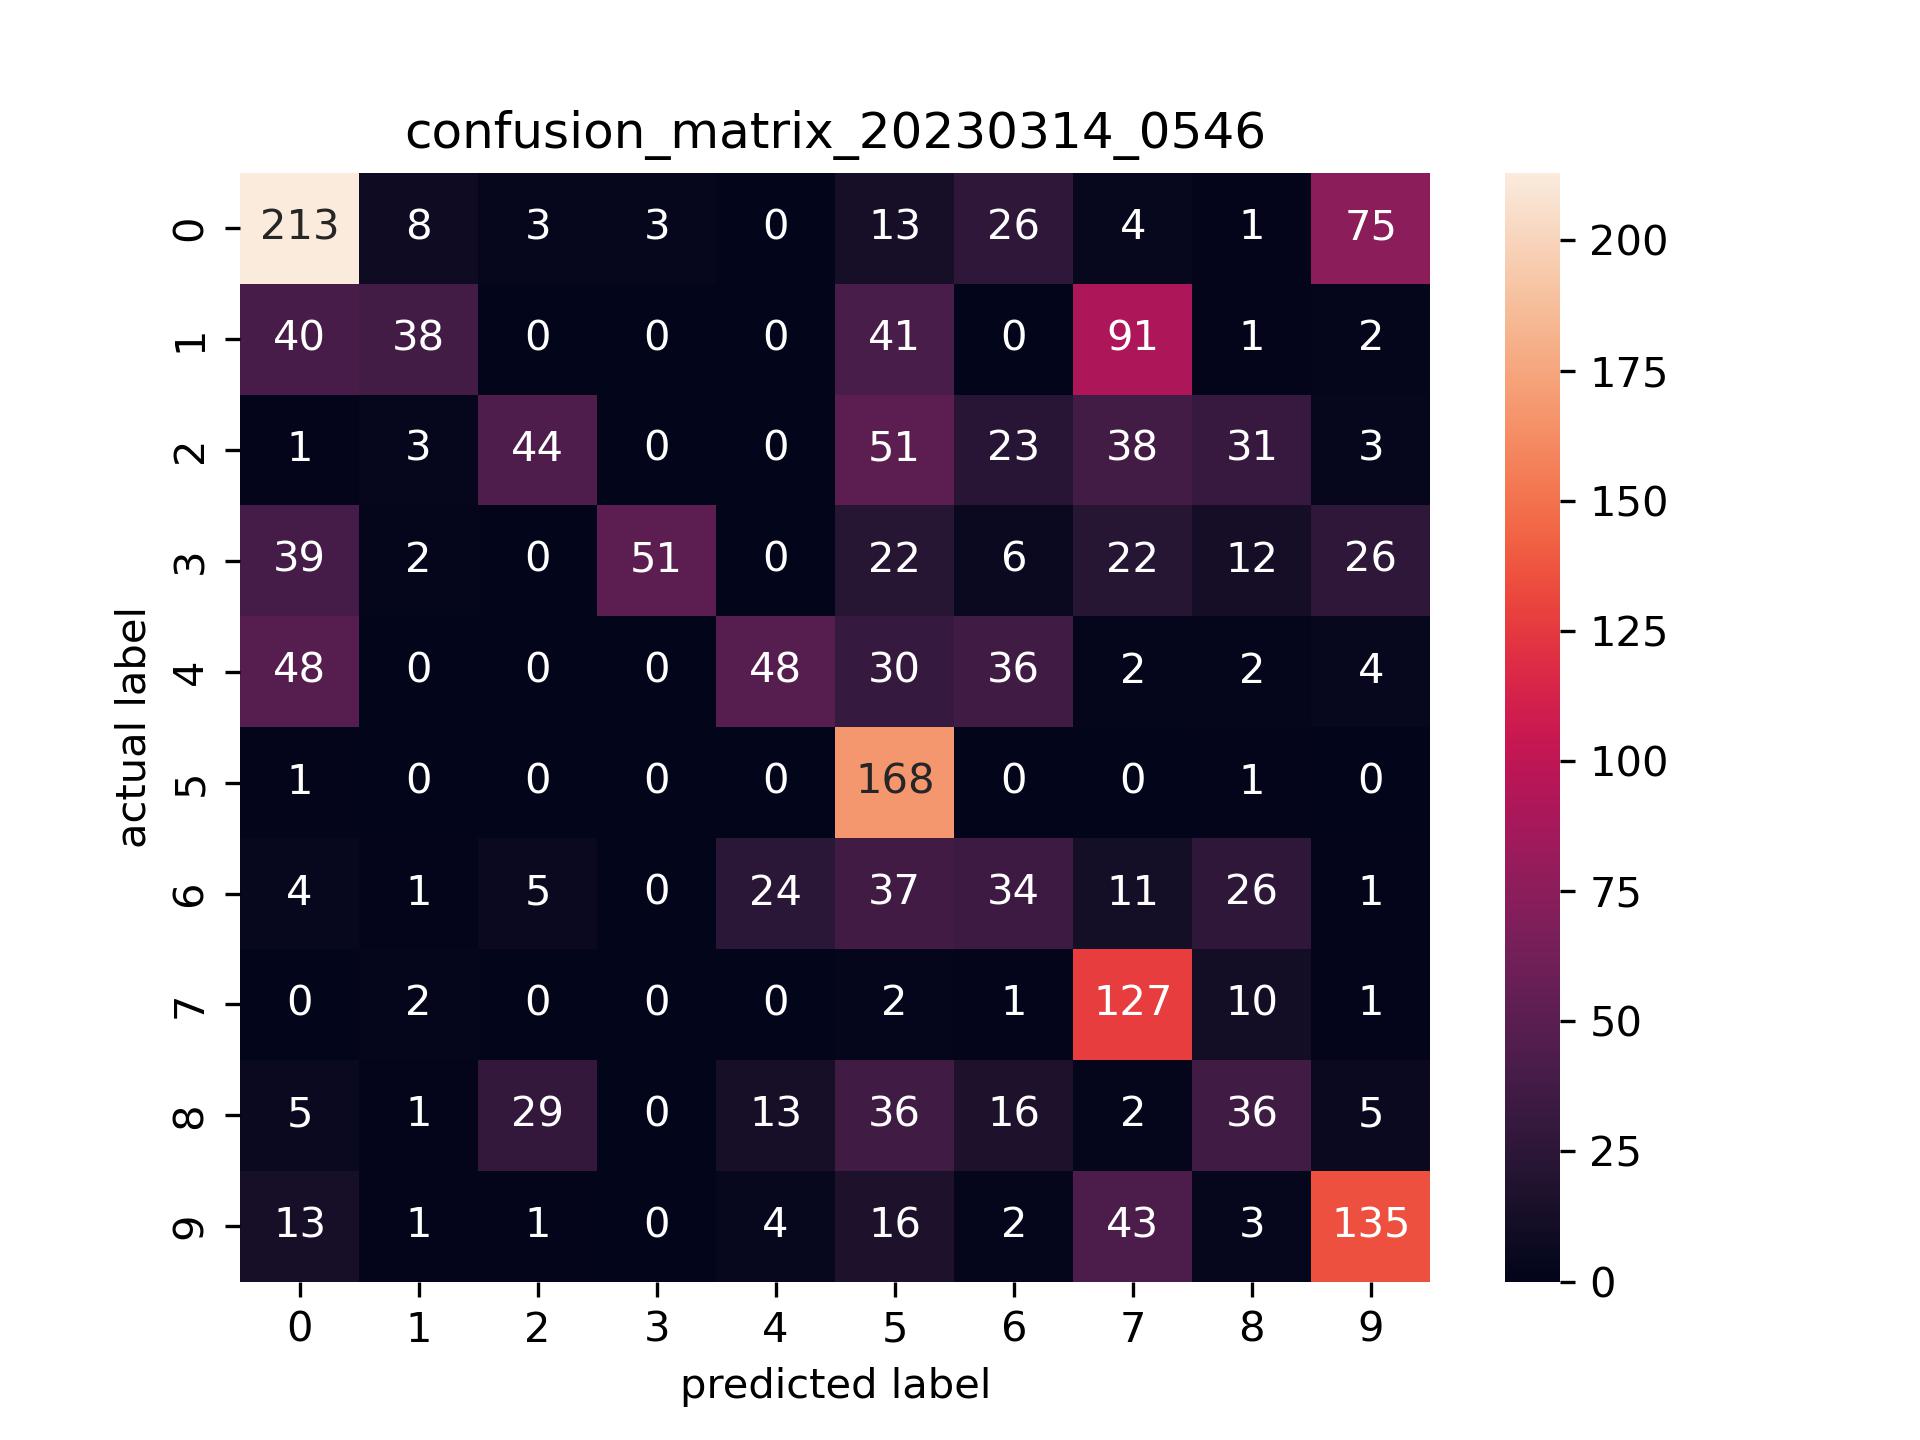 confusion_matrix_20230314_0546
0 213 8 3 3 0 13 26 4 1 75
1 40 38 0 0 0 41 0 91 1 2
2 1 3 44 0 0 51 23 38 31 3
3 39 2 0 51 0 22 6 22 12 26
4 48 0 0 0 48 30 36 2 2 4
5 1 0 0 0 0 168 0 0 1 0
6 4 1 5 0 24 37 34 11 26 1
7 0 2 0 0 0 2 1 127 10 1
8 5 1 29 0 13 36 16 2 36 5
9 13 1 1 0 4 16 2 43 3 135
0 1 2 3 4 5 6 7 8 9
predicted label
actual label
200
175
150
125
100
75
50
25
0